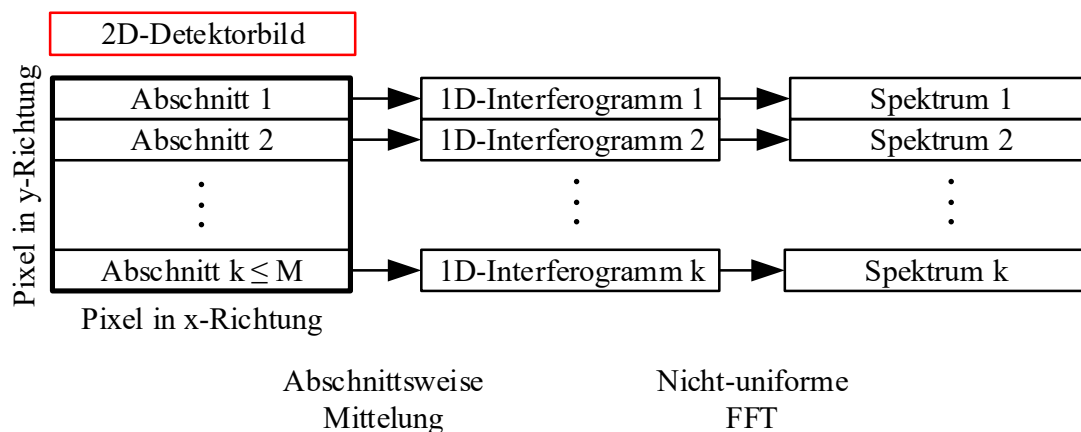 2D-Detektorbild
Pixel in y-Richtung
Abschnitt 1
1D-Interferogramm 1
Spektrum 1
Abschnitt 2
1D-Interferogramm 2
Spektrum 2
Abschnitt k ≤ M
1D-Interferogramm k
Spektrum k
Pixel in x-Richtung
Abschnittsweise
Mittelung
Nicht-uniforme
FFT